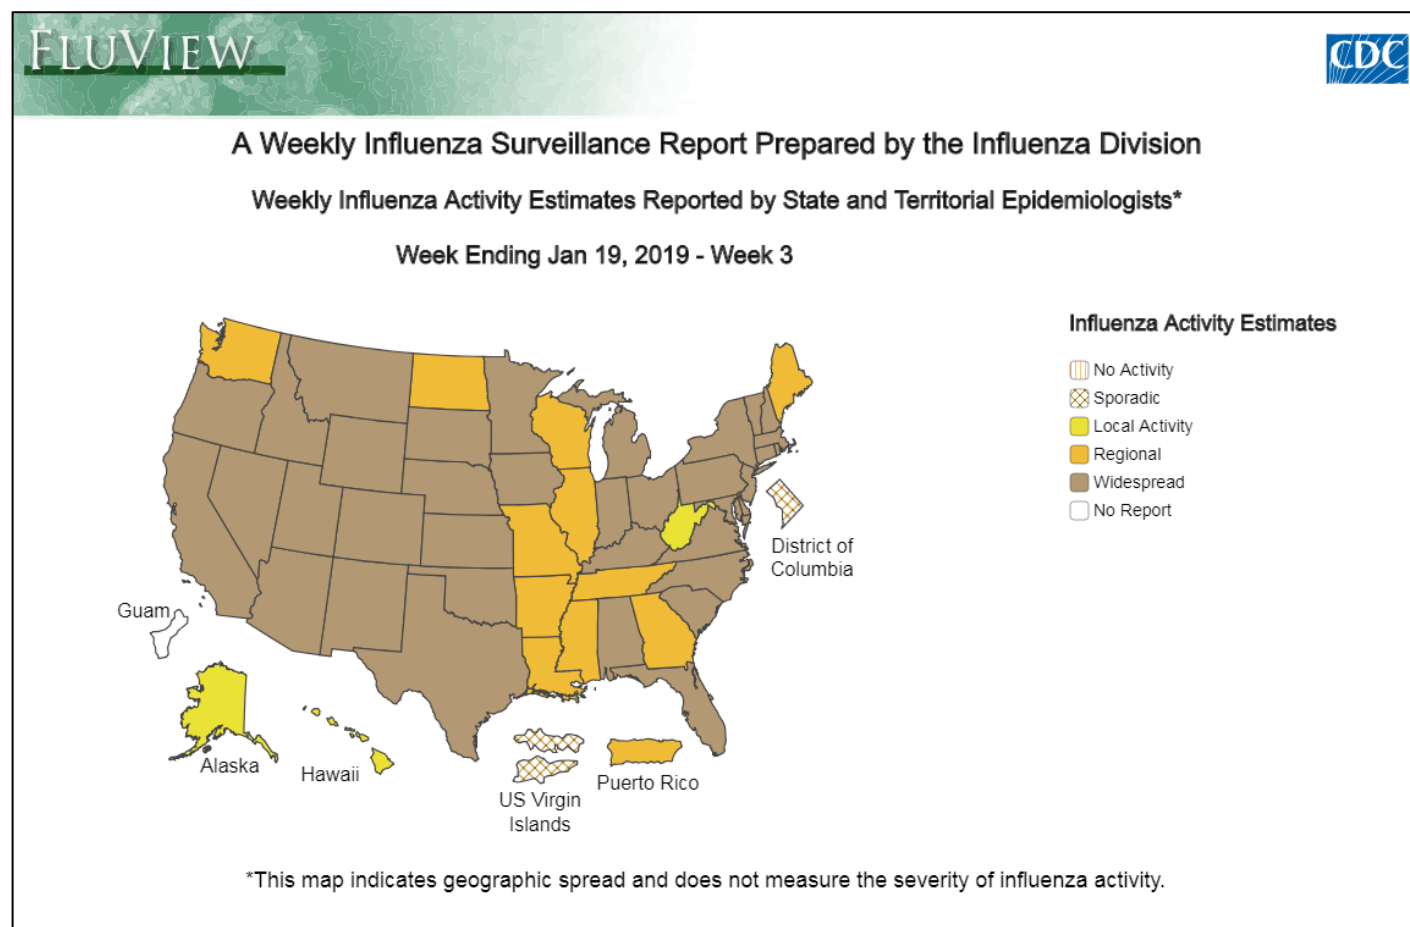 FLUVIEW
CDC
A Weekly Influenza Surveillance Report Prepared by the Influenza Division
Weekly Influenza Activity Estimates Reported by State and Territorial Epidemiologists*
Week Ending Jan 19, 2019 - Week 3
Influenza Activity Estimates
No Activity
Sporadic
Local Activity
Regional
Widespread
No Report
District of
Columbia
Guam
Alaska
Hawaii
US Virgin
Islands
Puerto Rico
*This map indicates geographic spread and does not measure the severity of influenza activity.